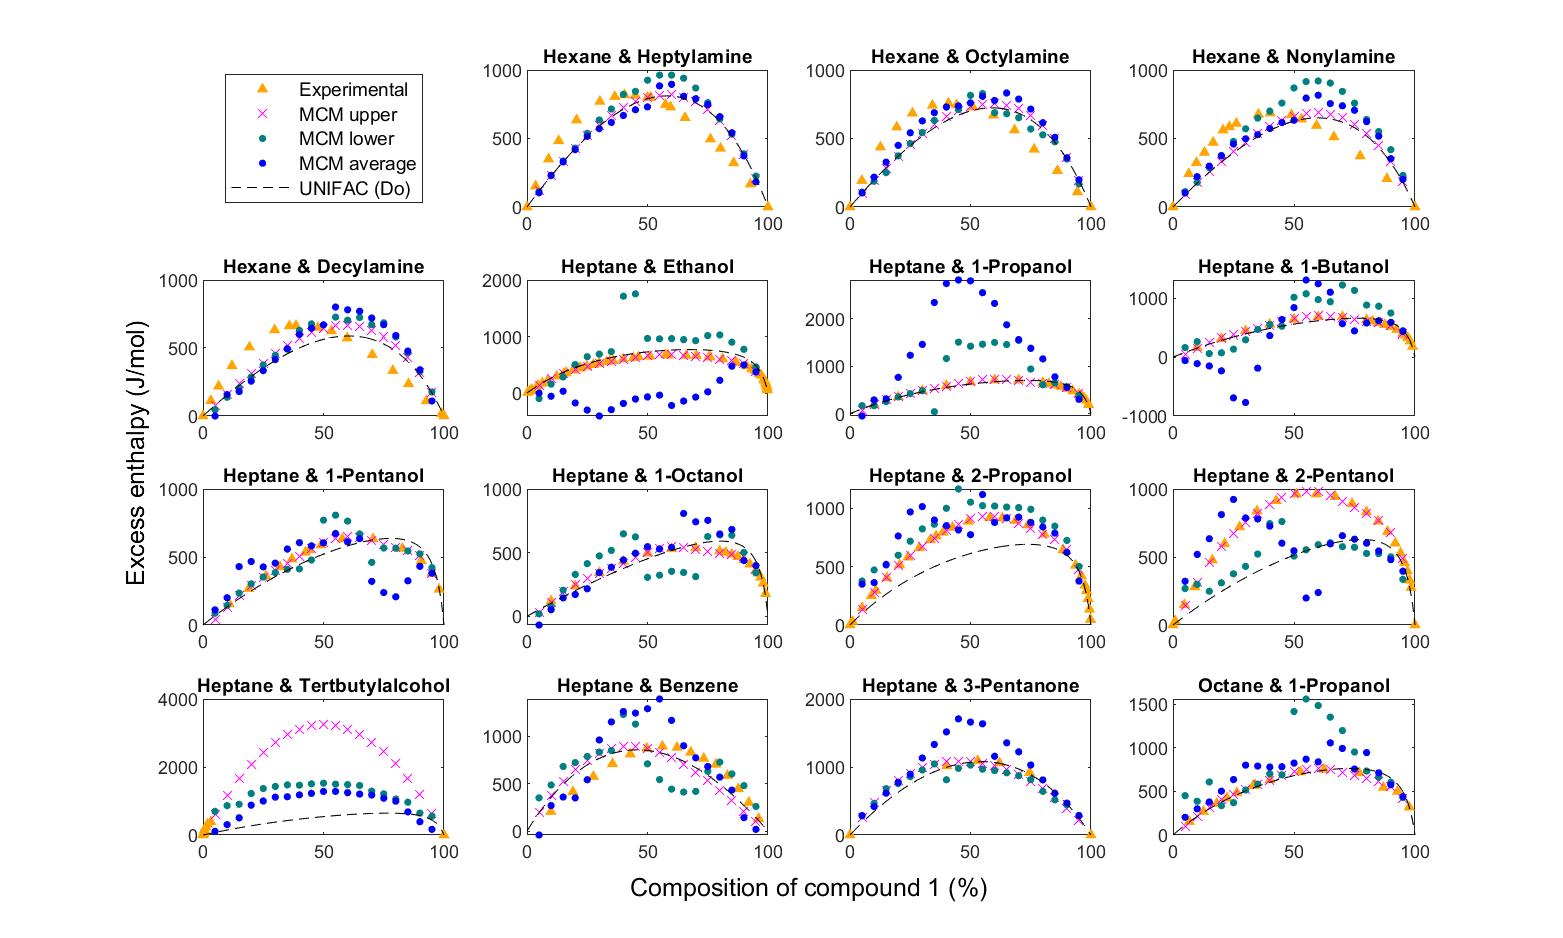 Experimental
MCM upper
MCM lower
MCM average
UNIFAC (Do)
Hexane & Heptylamine
1000
500
0
0 50 100
Hexane & Octylamine
1000
500
0
0 50 100
Hexane & Nonylamine
1000
500
0
0 50 100
Excess enthalpy (J/mol)
Hexane & Decylamine
1000
500
0
0 50 100
Heptane & Ethanol
2000
1000
0
0 50 100
Heptane & 1-Propanol
2000
1000
0
0 50 100
Heptane & 1-Butanol
1000
0
-1000
0 50 100
Heptane & 1-Pentanol
1000
500
0
0 50 100
Heptane & 1-Octanol
1000
500
0
0 50 100
Heptane & 2-Propanol
1000
500
0
0 50 100
Heptane & 2-Pentanol
1000
500
0
0 50 100
Heptane & Tertbutylalcohol
4000
2000
0
0 50 100
Heptane & Benzene
1000
500
0
0 50 100
Heptane & 3-Pentanone
2000
1000
0
0 50 100
Octane & 1-Propanol
1500
1000
500
0
0 50 100
Composition of compound 1 (%)